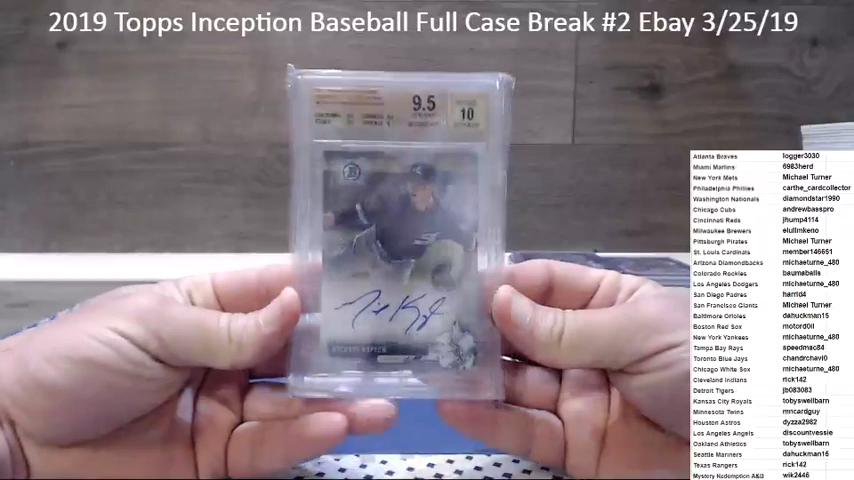 2019 Topps Inception Baseball Full Case Break #2 Ebay 3/25/19
9.5
10
Atlanta Braves logger3030
Miami Marlins 6983herd
New York Mets Michael Turner
Philadelphia Phillies carthe_cardcollector
Washington Nationals diamondstar1990
Chicago Cubs andrewbasspro
Cincinnati Reds jhump4114
Milwaukee Brewers elulimkeno
Pittsburgh Pirates Michael Turner
St. Louis Cardinals member146651
Arizona Diamondbacks michaeturne_480
Colorado Rockies baumaballs
Los Angeles Dodgers michaeturne_480
San Diego Padres harrid4
San Francisco Giants Michael Turner
Baltimore Orioles dahuckman15
Boston Red Sox motord0il
New York Yankees michaeturne_480
Tampa Bay Rays speedmac84
Toronto Blue Jays chandrchavi0
Chicago White Sox michaeturne_480
Cleveland Indians rick142
Detroit Tigers jb083083
Kansas City Royals tobyswellbarn
Minnesota Twins mncardguy
Houston Astros dyzza2982
Los Angeles Angels discountvessie
Oakland Athletics tobyswellbarn
Seattle Mariners dahuckman15
Texas Rangers rick142
Mystery Redemption A&B wik2446